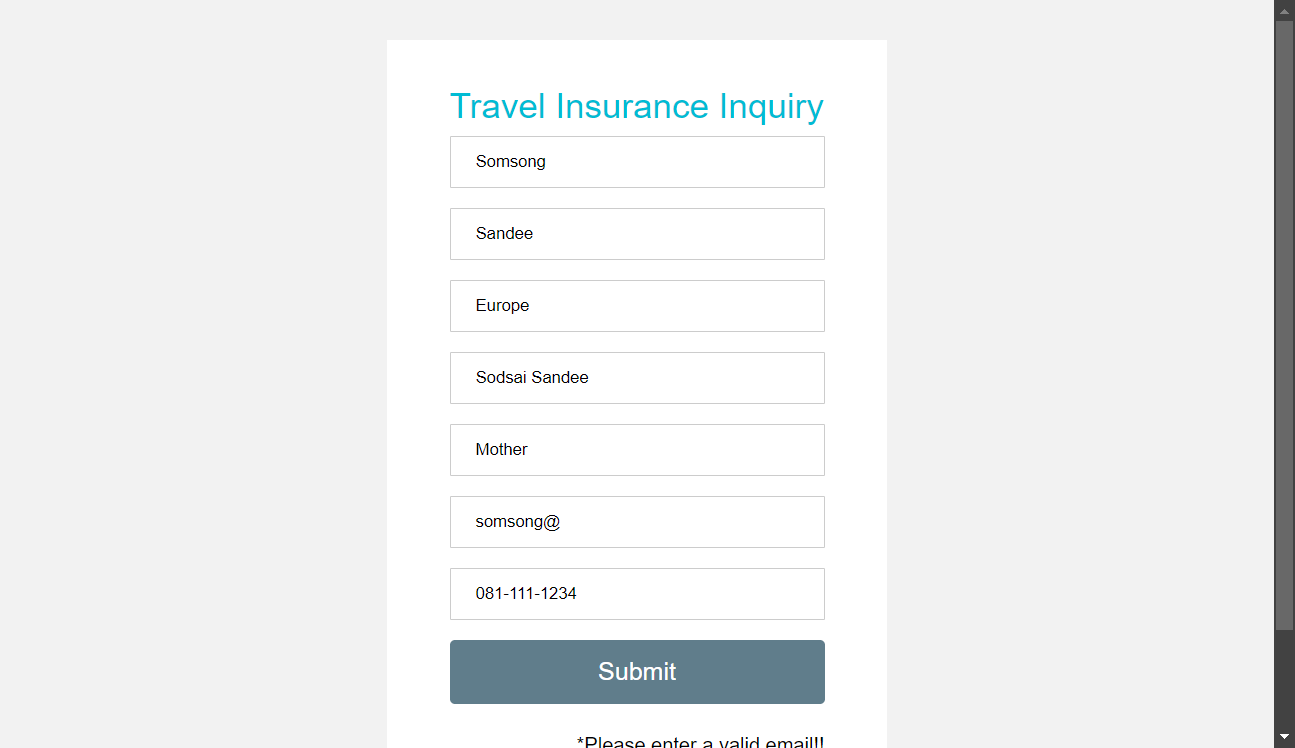 Travel Insurance Inquiry
Somsong
Sandee
Europe
Sodsai Sandee
Mother
somsong@
081-111-1234
Submit
*Please enter a valid email!!